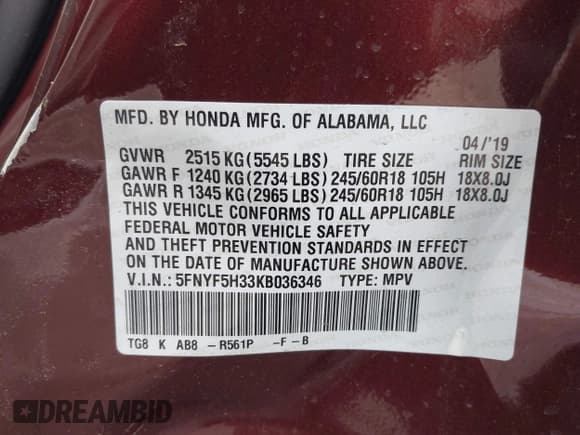 MFD. BY HONDA MFG. OF ALABAMA, LLC
04/'19
GVWR 2515 KG (5545 LBS) TIRE SIZE RIM SIZE
GAWR F 1240 KG (2734 LBS) 245/60R18 105H 18X8.0J
GAWR R 1345 KG (2965 LBS) 245/60R18 105H 18X8.0J
THIS VEHICLE CONFORMS TO ALL APPLICABLE
FEDERAL MOTOR VEHICLE SAFETY
AND THEFT PREVENTION STANDARDS IN EFFECT
ON THE DATE OF MANUFACTURE SHOWN ABOVE.
V.I.N.: 5FNYF5H33KB036346 TYPE: MPV
TG8 K AB8 - R561P - F - B
DREAMBID